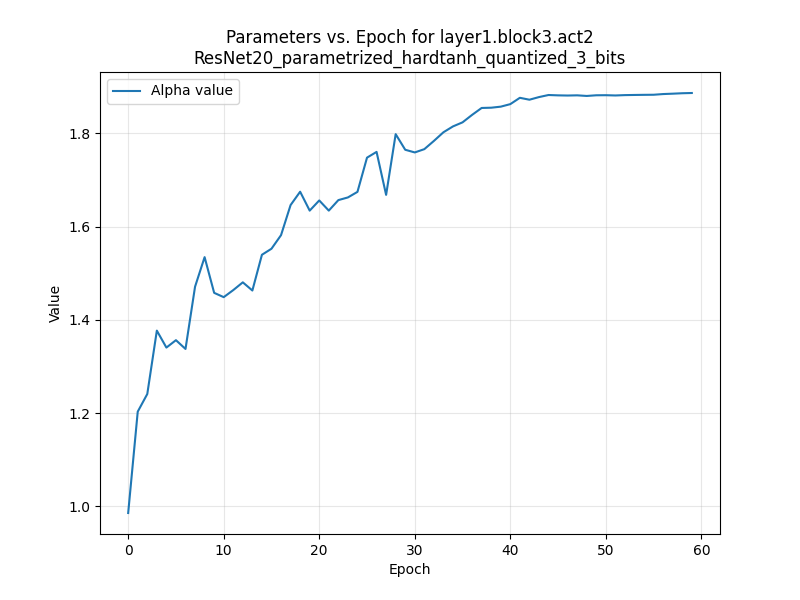 Parameters vs. Epoch for layer1.block3.act2
ResNet20_parametrized_hardtanh_quantized_3_bits
Alpha value
Value
1.8
1.6
1.4
1.2
1.0
0 10 20 30 40 50 60
Epoch